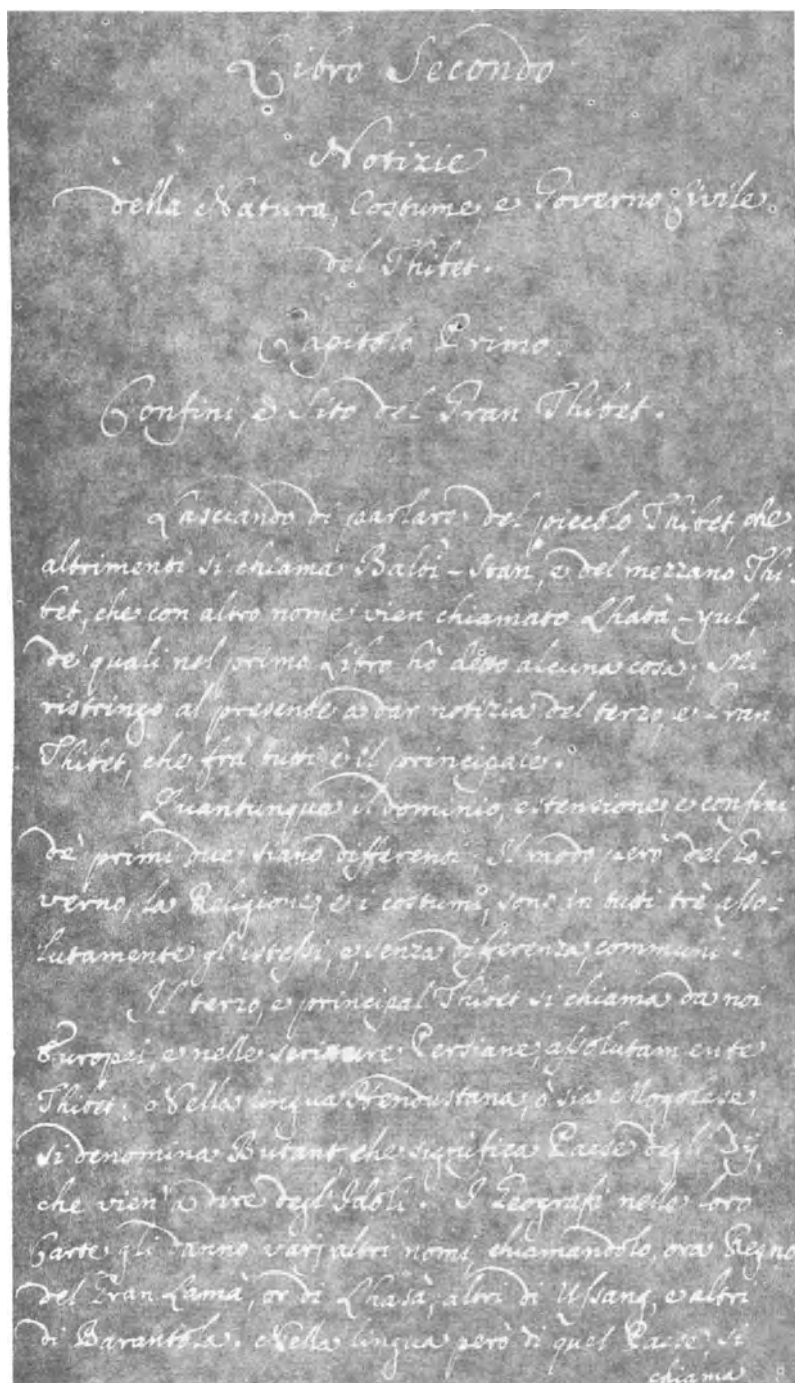 Libro Secondo
Notizie
della Natura, Costume, e Governo Civile
del Thibet.
Capitolo Primo.
Confini, e Sito del Gran Thibet.
Lasciando di parlare del piccolo Thibet, che
altrimenti si chiama Baltì-stan, e del mezzano Thi-
bet, che con altro nome vien chiamato Lhatà-yul,
de' quali nel primo Libro hò detto alcuna cosa; Mi
ristringo al presente a dar notizia del terzo, e Gran
Thibet, che frà tutti è il principale.
Quantunque il dominio, estensione, e confini
de' primi due siano differenti. Il modo però del Go-
verno, la Religione, e i costumi, sono in tutti trè asso-
lutamente gl'istessi, e senza differenza, communi.
Il terzo, e principal Thibet si chiama da noi
Europei, e nelle scritture Persiane, assolutamente
Thibet; Nella lingua Hendustana, ò sia Mogolese,
si denomina Butant, che significa Paese degl'
che vien'a dire degl'Idoli. I Geografi nelle loro
Carte gli danno varj altri nomi, chiamandolo, ora Regno
del Gran Lamà, or di Lhasà, altri di Ussang, e altri
di Barantola. Nella lingua però di quel Paese, si
chiama